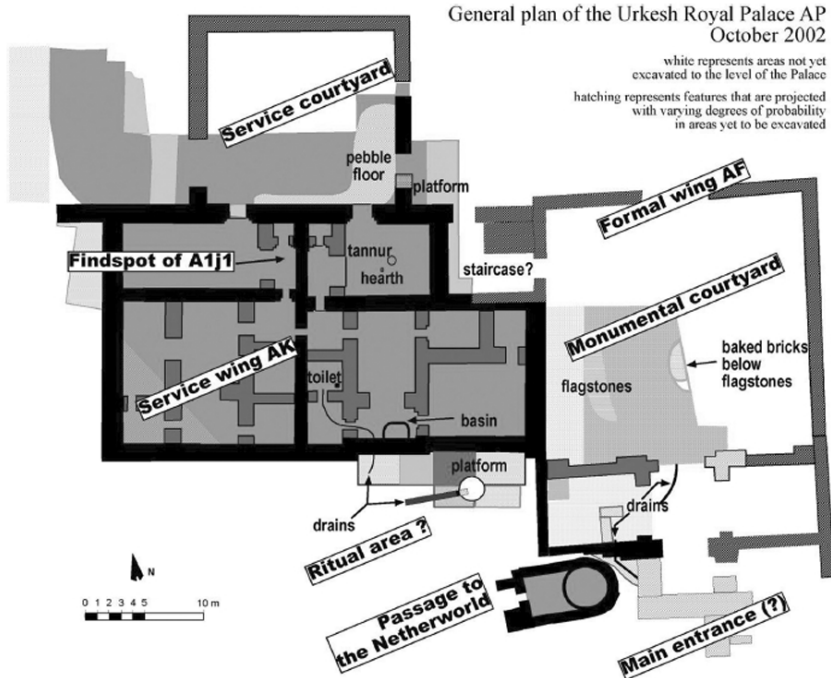 General plan of the Urkesh Royal Palace AP
October 2002
white represents areas not yet
excavated to the level of the Palace
hatching represents features that are projected
with varying degrees of probability
in areas yet to be excavated
Service courtyard
pebble
floor
platform
Formal wing AF
Findspot of A1j1
tannur
hearth
staircase?
Monumental courtyard
baked bricks
below
flagstones
flagstones
Service wing AK
toilet
basin
platform
drains
drains
Ritual area ?
Passage to
the Netherworld
Main entrance (?)
N
0 1 2 3 4 5 10 m